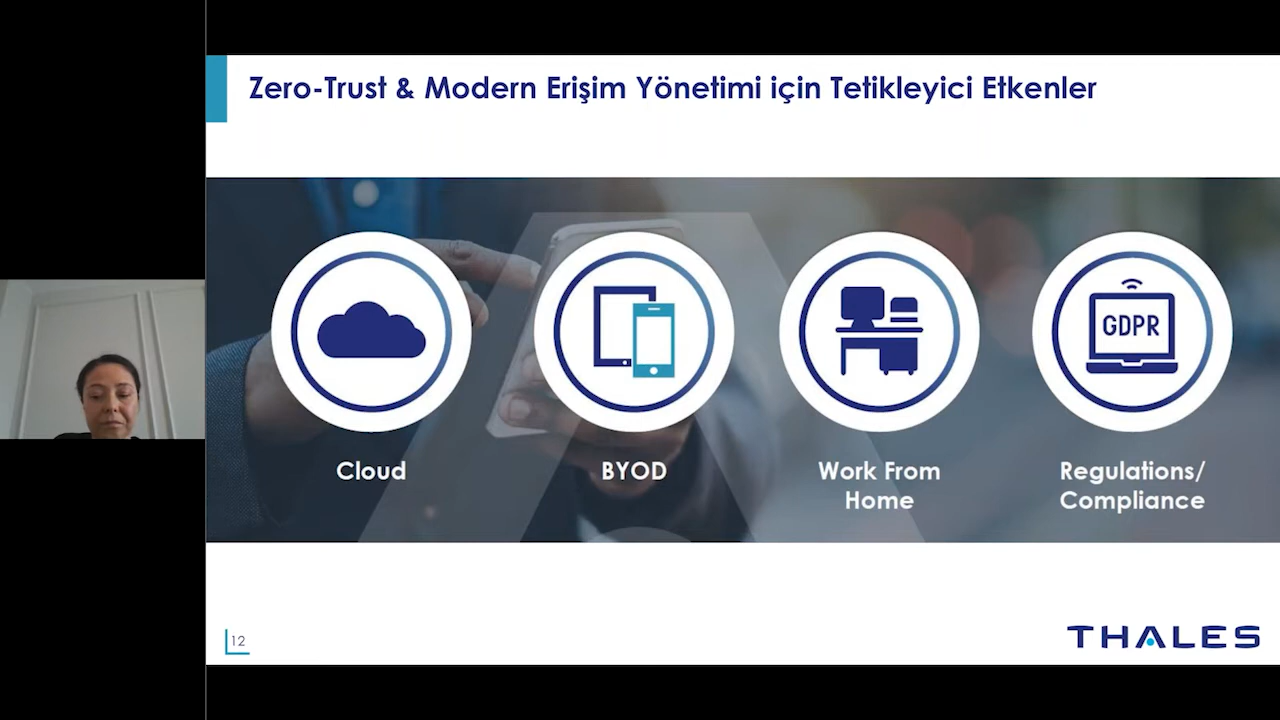 Zero-Trust & Modern Erişim Yönetimi için Tetikleyici Etkenler
GDPR
Cloud
BYOD
Work From
Home
Regulations/
Compliance
12
THALES